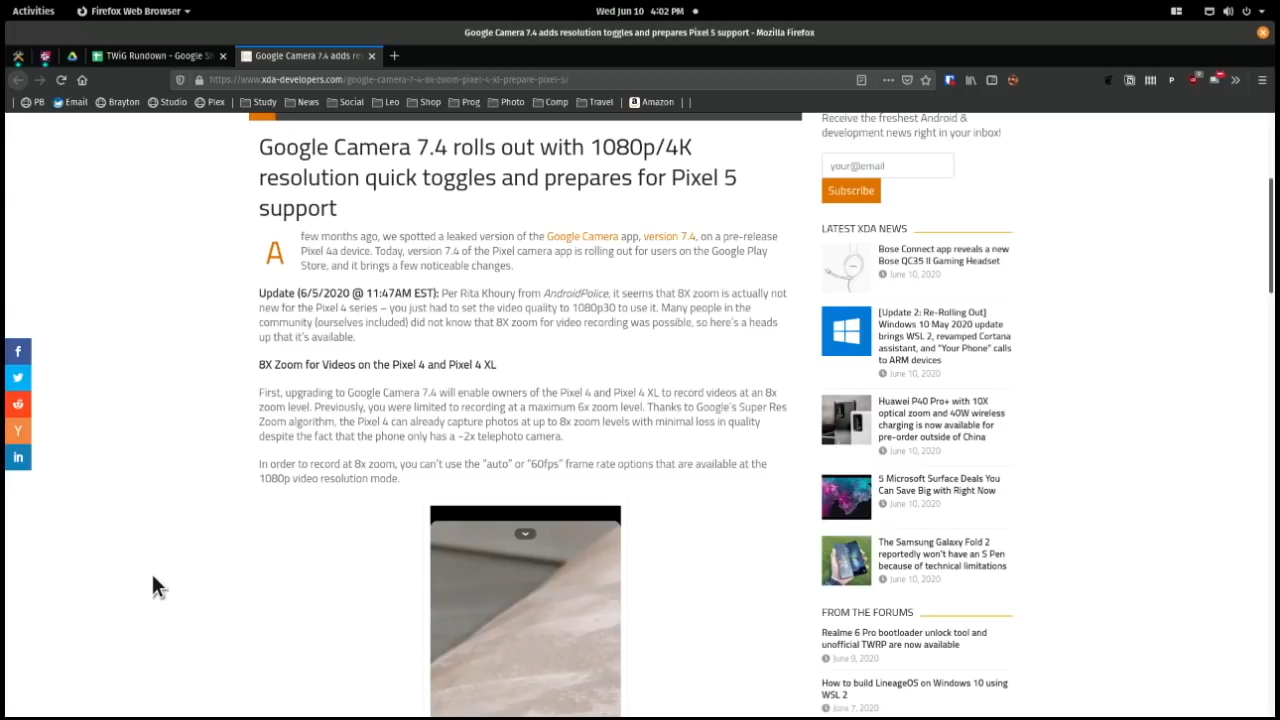 Activities
Firefox Web Browser
Wed Jun 10 4:02 PM
Google Camera 7.4 adds resolution toggles and prepares Pixel 5 support - Mozilla Firefox
TWiG Rundown - Google Sh
Google Camera 7.4 adds re
https://www.xda-developers.com/google-camera-7-4-8x-zoom-pixel-4-xl-prepare-pixel-5/
PB Email Brayton Studio Plex Study News Social Leo Shop Prog Photo Comp Travel Amazon
Google Camera 7.4 rolls out with 1080p/4K
resolution quick toggles and prepares for Pixel 5
support
A few months ago, we spotted a leaked version of the Google Camera app, version 7.4, on a pre-release
Pixel 4a device. Today, version 7.4 of the Pixel camera app is rolling out for users on the Google Play
Store, and it brings a few noticeable changes.
Update (6/5/2020 @ 11:47AM EST): Per Rita Khoury from AndroidPolice, it seems that 8X zoom is actually not
new for the Pixel 4 series – you just had to set the video quality to 1080p30 to use it. Many people in the
community (ourselves included) did not know that 8X zoom for video recording was possible, so here's a heads
up that it's available.
8X Zoom for Videos on the Pixel 4 and Pixel 4 XL
First, upgrading to Google Camera 7.4 will enable owners of the Pixel 4 and Pixel 4 XL to record videos at an 8x
zoom level. Previously, you were limited to recording at a maximum 6x zoom level. Thanks to Google's Super Res
Zoom algorithm, the Pixel 4 can already capture photos at up to 8x zoom levels with minimal loss in quality
despite the fact that the phone only has a ~2x telephoto camera.
In order to record at 8x zoom, you can't use the "auto" or "60fps" frame rate options that are available at the
1080p video resolution mode.
Receive the freshest Android &
development news right in your inbox!
your@email
Subscribe
LATEST XDA NEWS
Bose Connect app reveals a new
Bose QC35 II Gaming Headset
June 10, 2020
[Update 2: Re-Rolling Out]
Windows 10 May 2020 update
brings WSL 2, revamped Cortana
assistant, and "Your Phone" calls
to ARM devices
June 10, 2020
Huawei P40 Pro+ with 10X
optical zoom and 40W wireless
charging is now available for
pre-order outside of China
June 10, 2020
5 Microsoft Surface Deals You
Can Save Big with Right Now
June 10, 2020
The Samsung Galaxy Fold 2
reportedly won't have an S Pen
because of technical limitations
June 10, 2020
FROM THE FORUMS
Realme 6 Pro bootloader unlock tool and
unofficial TWRP are now available
June 9, 2020
How to build LineageOS on Windows 10 using
WSL 2
June 7, 2020